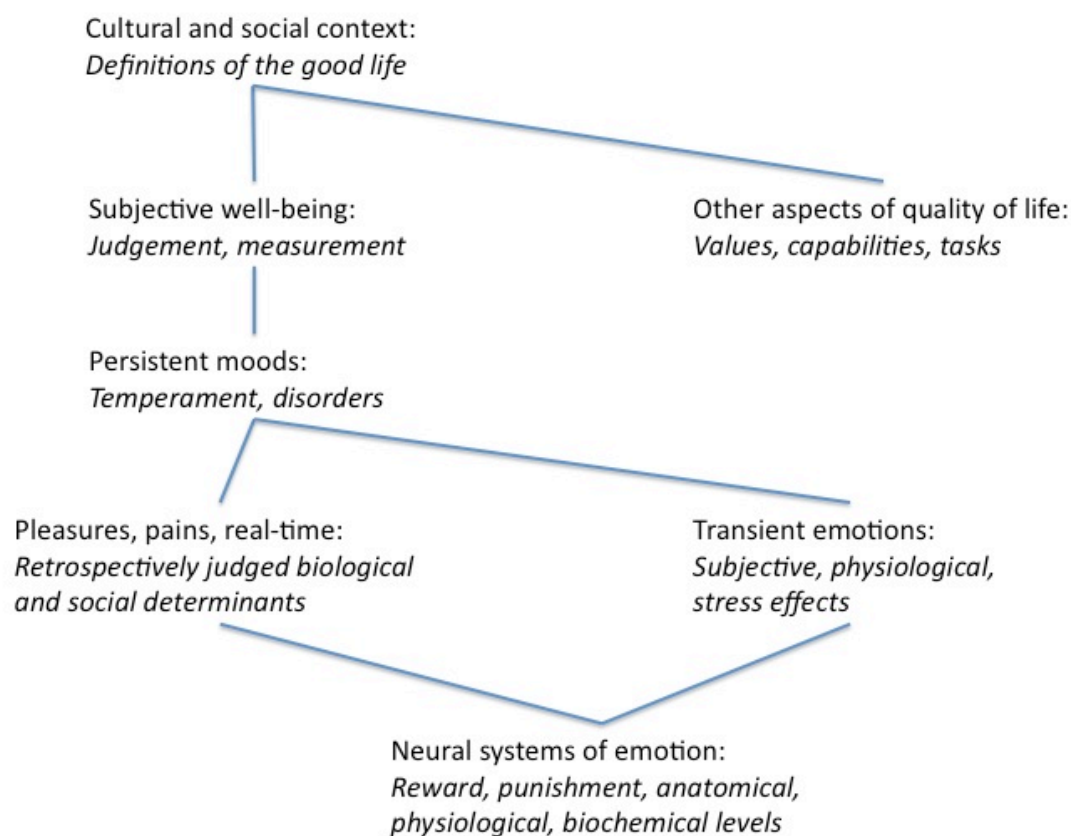 Cultural and social context:
Definitions of the good life
Subjective well-being:
Judgement, measurement
Other aspects of quality of life:
Values, capabilities, tasks
Persistent moods:
Temperament, disorders
Pleasures, pains, real-time:
Retrospectively judged biological
and social determinants
Transient emotions:
Subjective, physiological,
stress effects
Neural systems of emotion:
Reward, punishment, anatomical,
physiological, biochemical levels